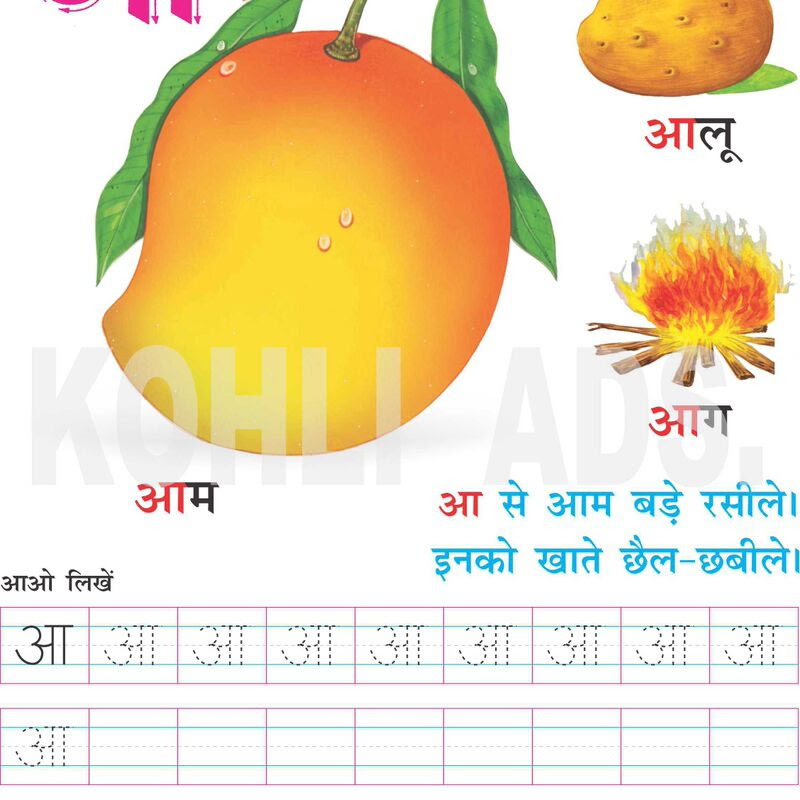 आ
आलू
आग
आम
KOHLI ADS.
आ से आम बड़े रसीले।
इनको खाते छैल-छबीले।
आओ लिखें
आ आ आ आ आ आ आ आ आ
आ